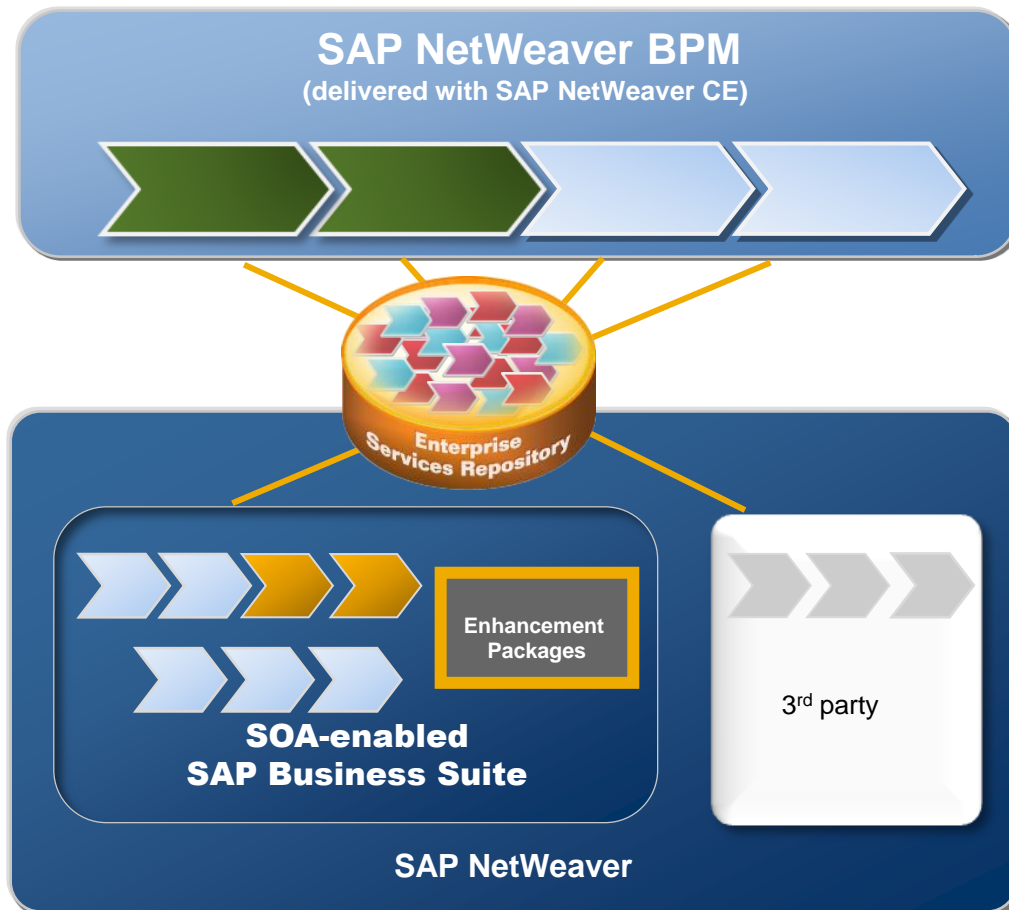 SAP NetWeaver BPM
(delivered with SAP NetWeaver CE)
Enterprise
Services Repository
Enhancement
Packages
3rd party
SOA-enabled
SAP Business Suite
SAP NetWeaver